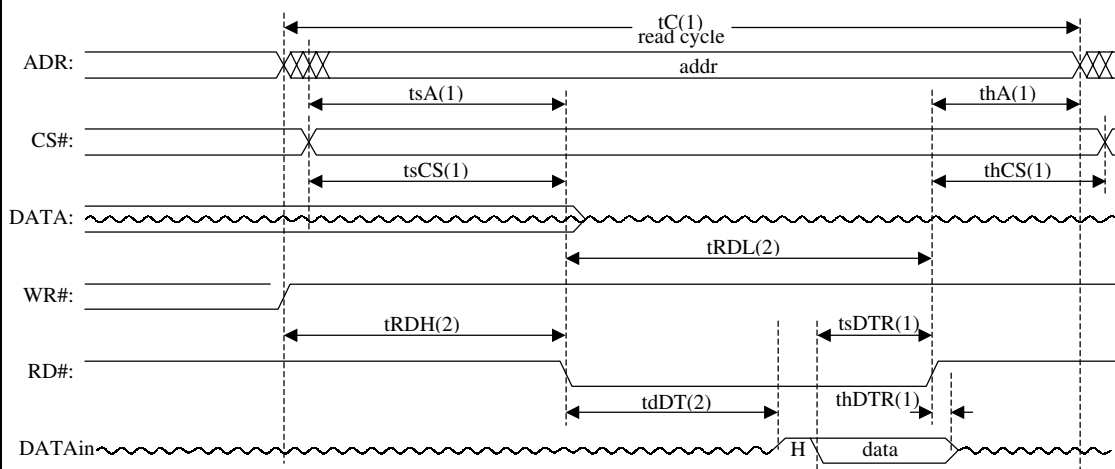 tC(1)
read cycle
ADR:
addr
tsA(1)
thA(1)
CS#:
tsCS(1)
thCS(1)
DATA:
tRDL(2)
WR#:
tRDH(2)
tsDTR(1)
RD#:
tdDT(2)
thDTR(1)
DATAin
H
data